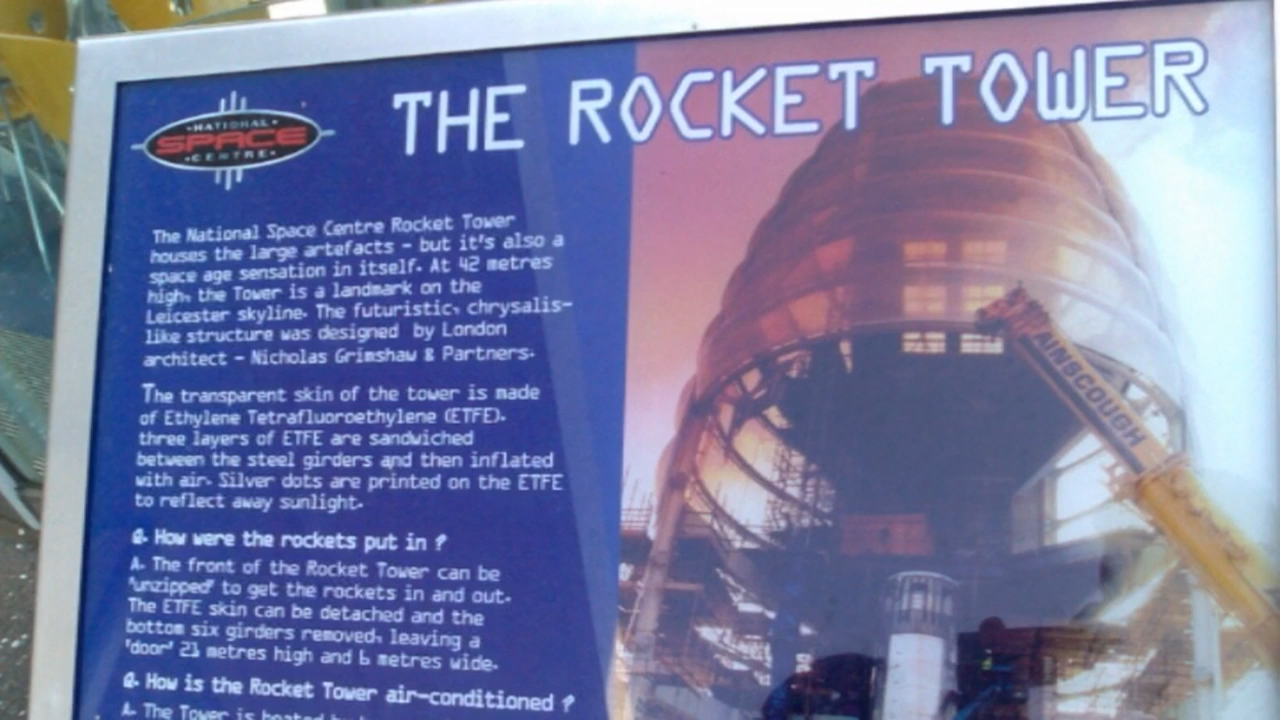 THE ROCKET TOWER
·NATIONAL·
SPACE
·CENTRE·
The National Space Centre Rocket Tower
houses the large artefacts - but it's also a
space age sensation in itself. At 42 metres
high, the Tower is a landmark on the
Leicester skyline. The futuristic, chrysalis-
like structure was designed by London
architect - Nicholas Grimshaw & Partners.
The transparent skin of the tower is made
of Ethylene Tetrafluoroethylene (ETFE).
three layers of ETFE are sandwiched
between the steel girders and then inflated
with air. Silver dots are printed on the ETFE
to reflect away sunlight.
Q. How were the rockets put in ?
A. The front of the Rocket Tower can be
'unzipped' to get the rockets in and out.
The ETFE skin can be detached and the
bottom six girders removed, leaving a
'door' 23 metres high and 6 metres wide.
Q. How is the Rocket Tower air-conditioned ?
A. The Tower is heated
AINSCOUGH